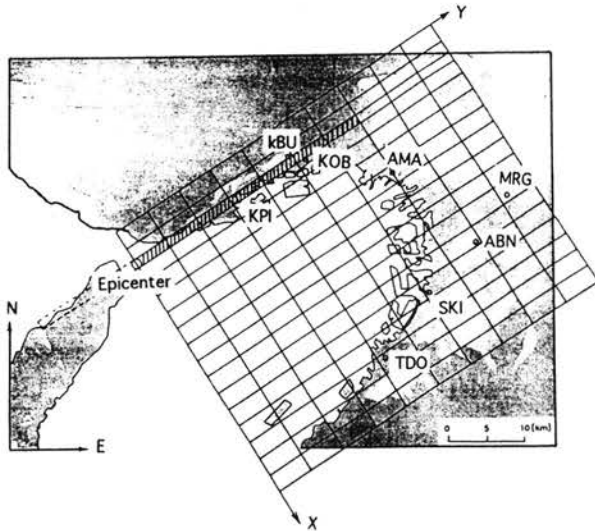 Y
kBU
KOB
AMA
MRG
KPI
ABN
Epicenter
N
SKI
TDO
E
0 5 10 (km)
X